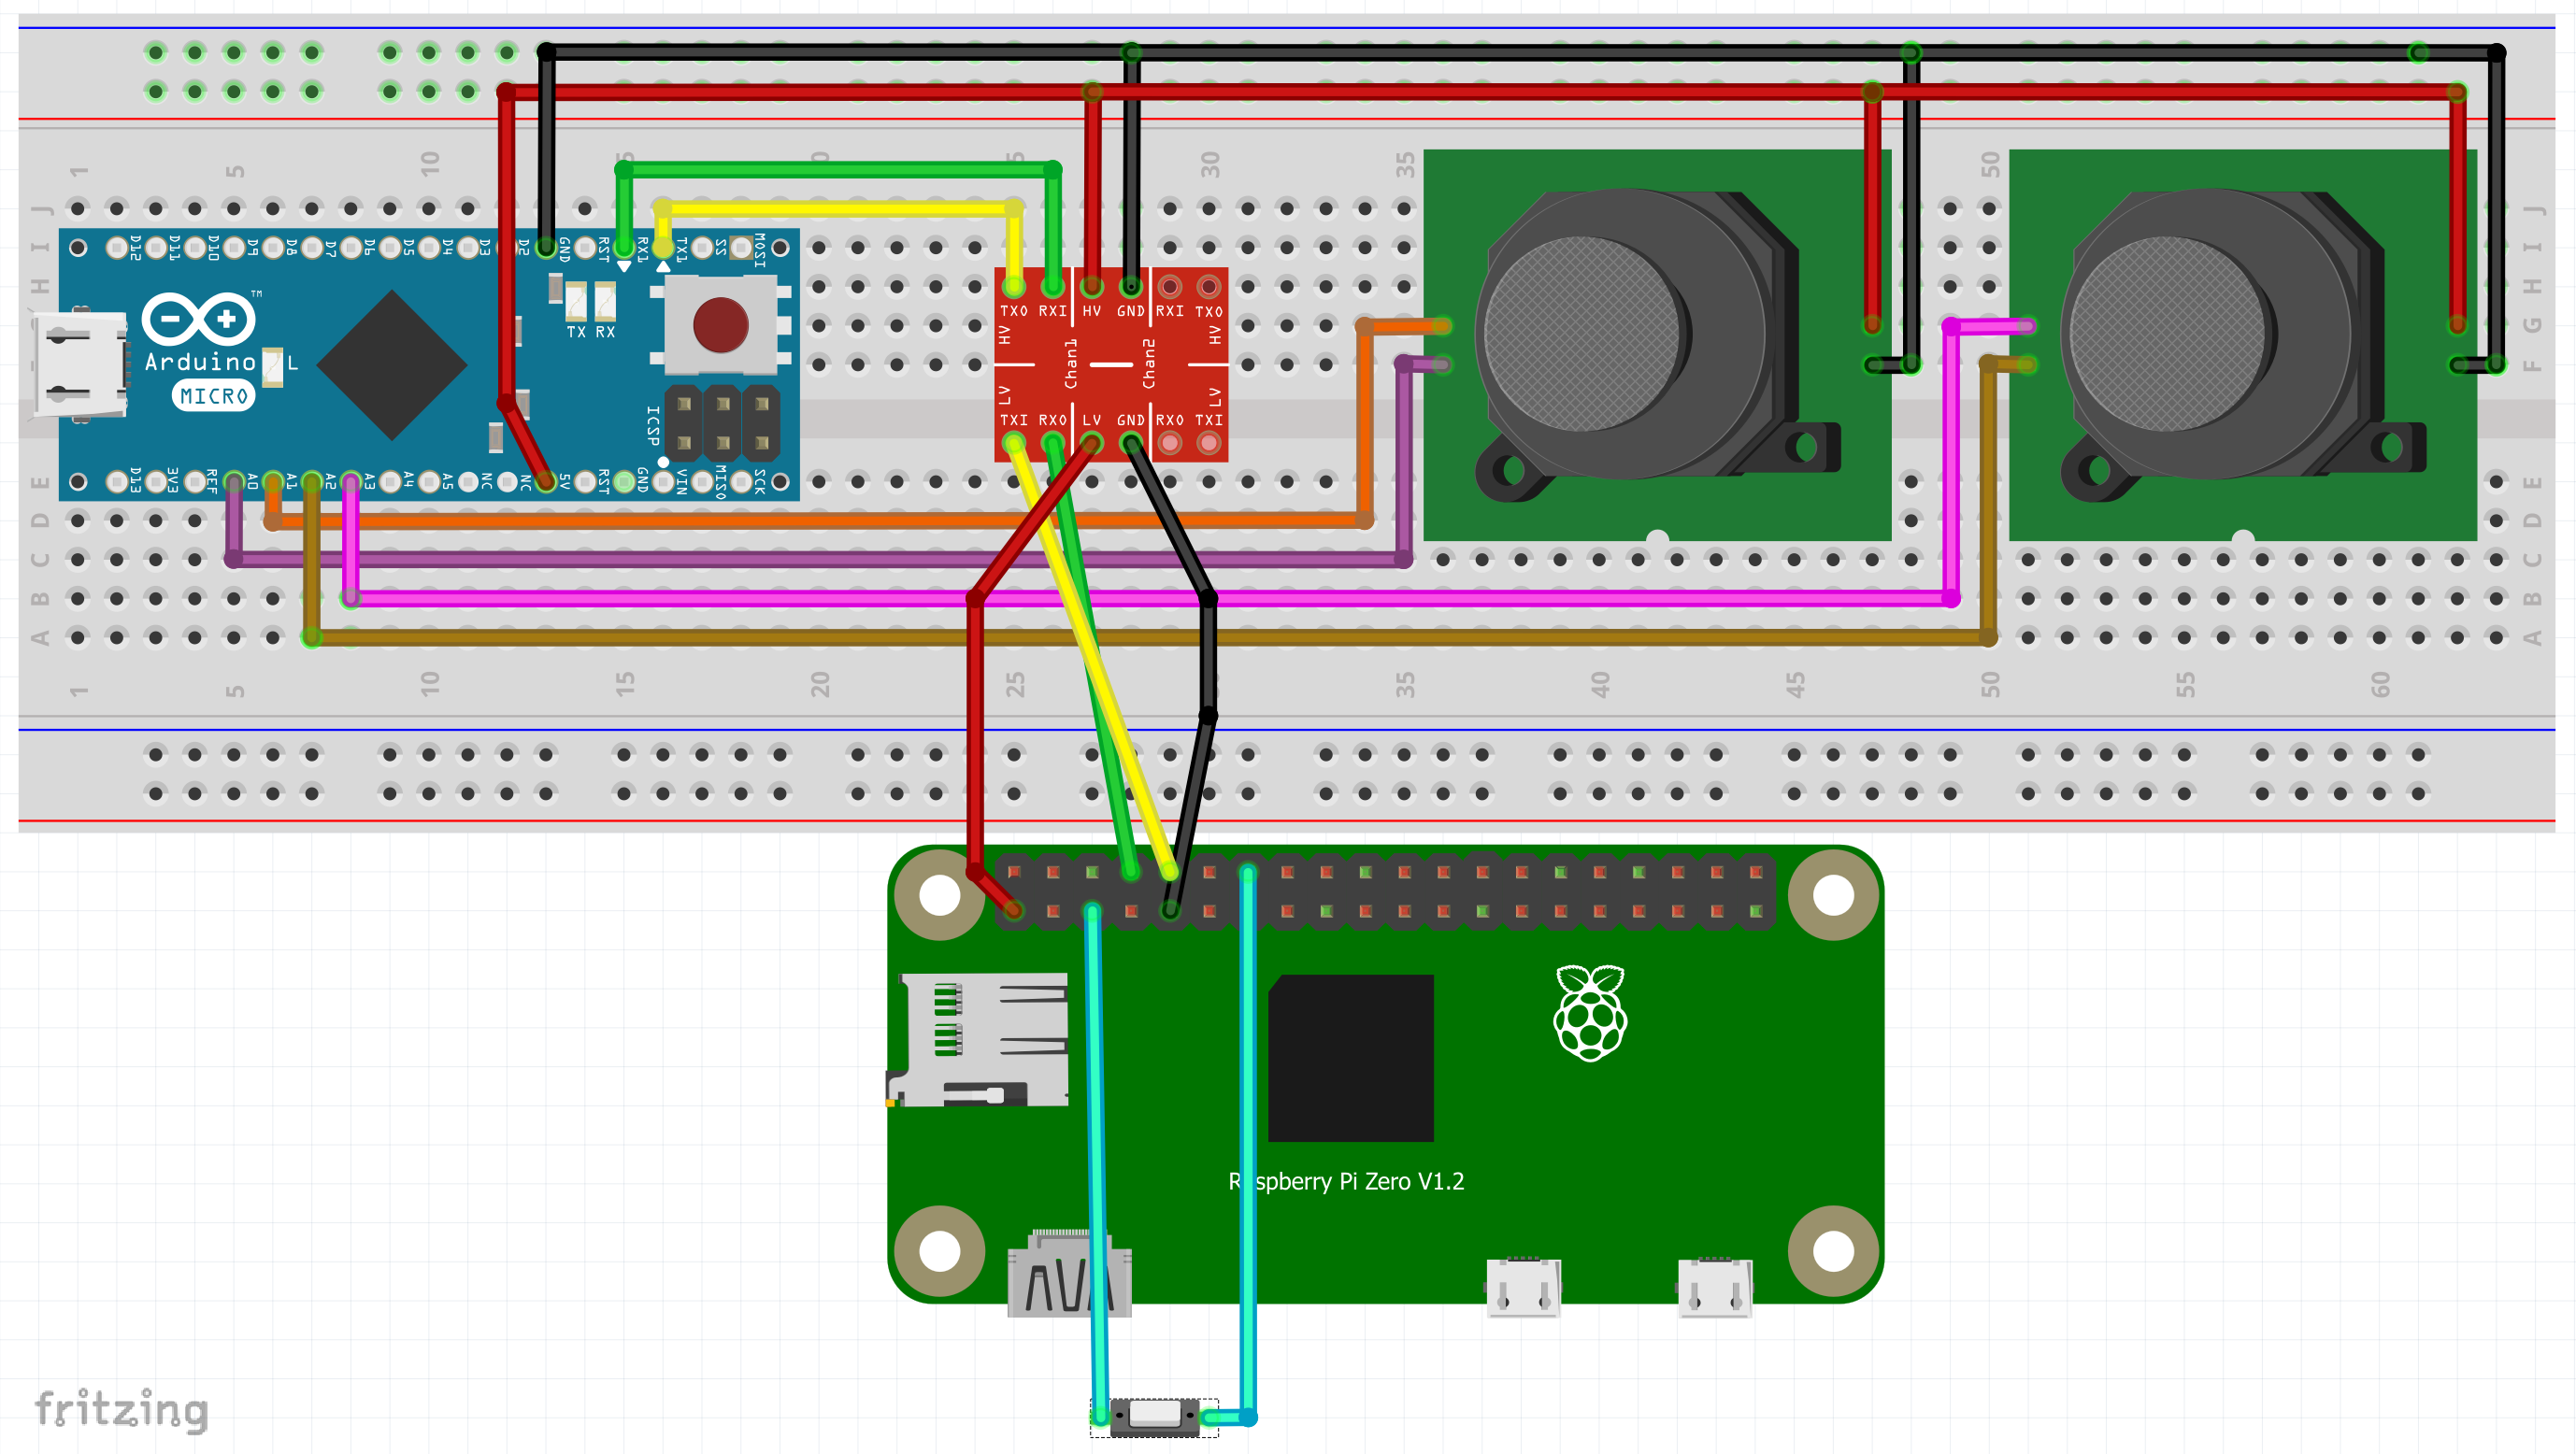 1 5 10 15 20 25 30 35 50
J J
I I
H H
G
F
D12 D11 D10 D9 D8 D7 D6 D5 D4 D3 D2 GND RST RX1 TX1 SS MOSI
TX RX
Arduino L
™
MICRO
ICSP
D13 3V3 REF A0 A1 A2 A3 A4 A5 NC NC 5V RST GND VIN MISO SCK
TXO RXI HV GND RXI TXO
HV Chan1 Chan2 HV
LV LV
TXI RXO LV GND RXO TXI
E E
D D
C C
B B
A A
1 5 10 15 20 25 35 40 45 50 55 60
Raspberry Pi Zero V1.2
fritzing